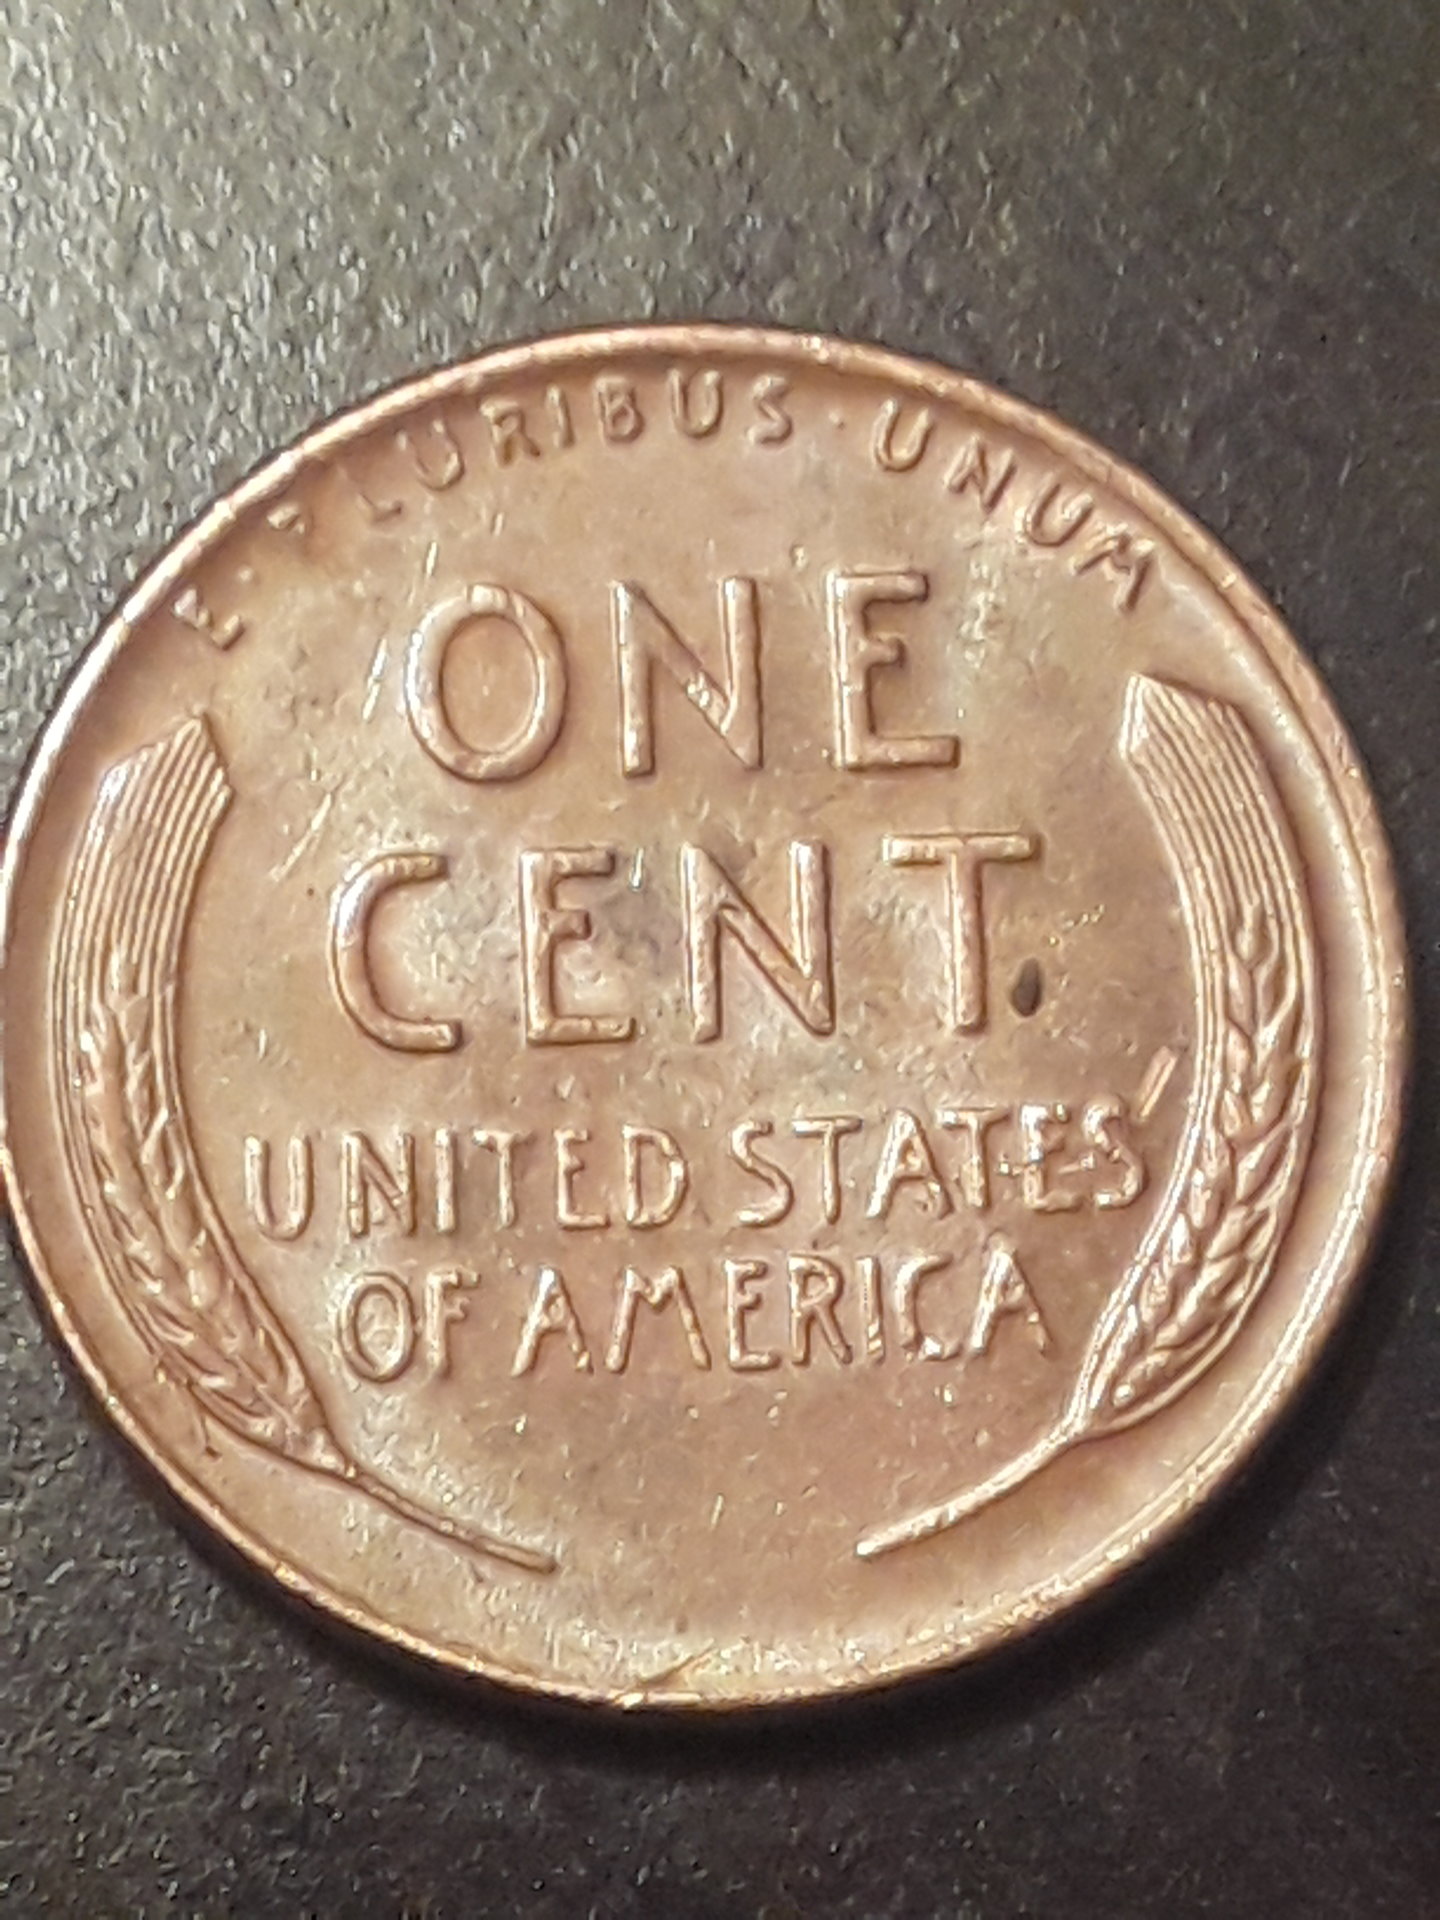 E · PLURIBUS · UNUM
ONE
CENT
UNITED STATES
OF AMERICA